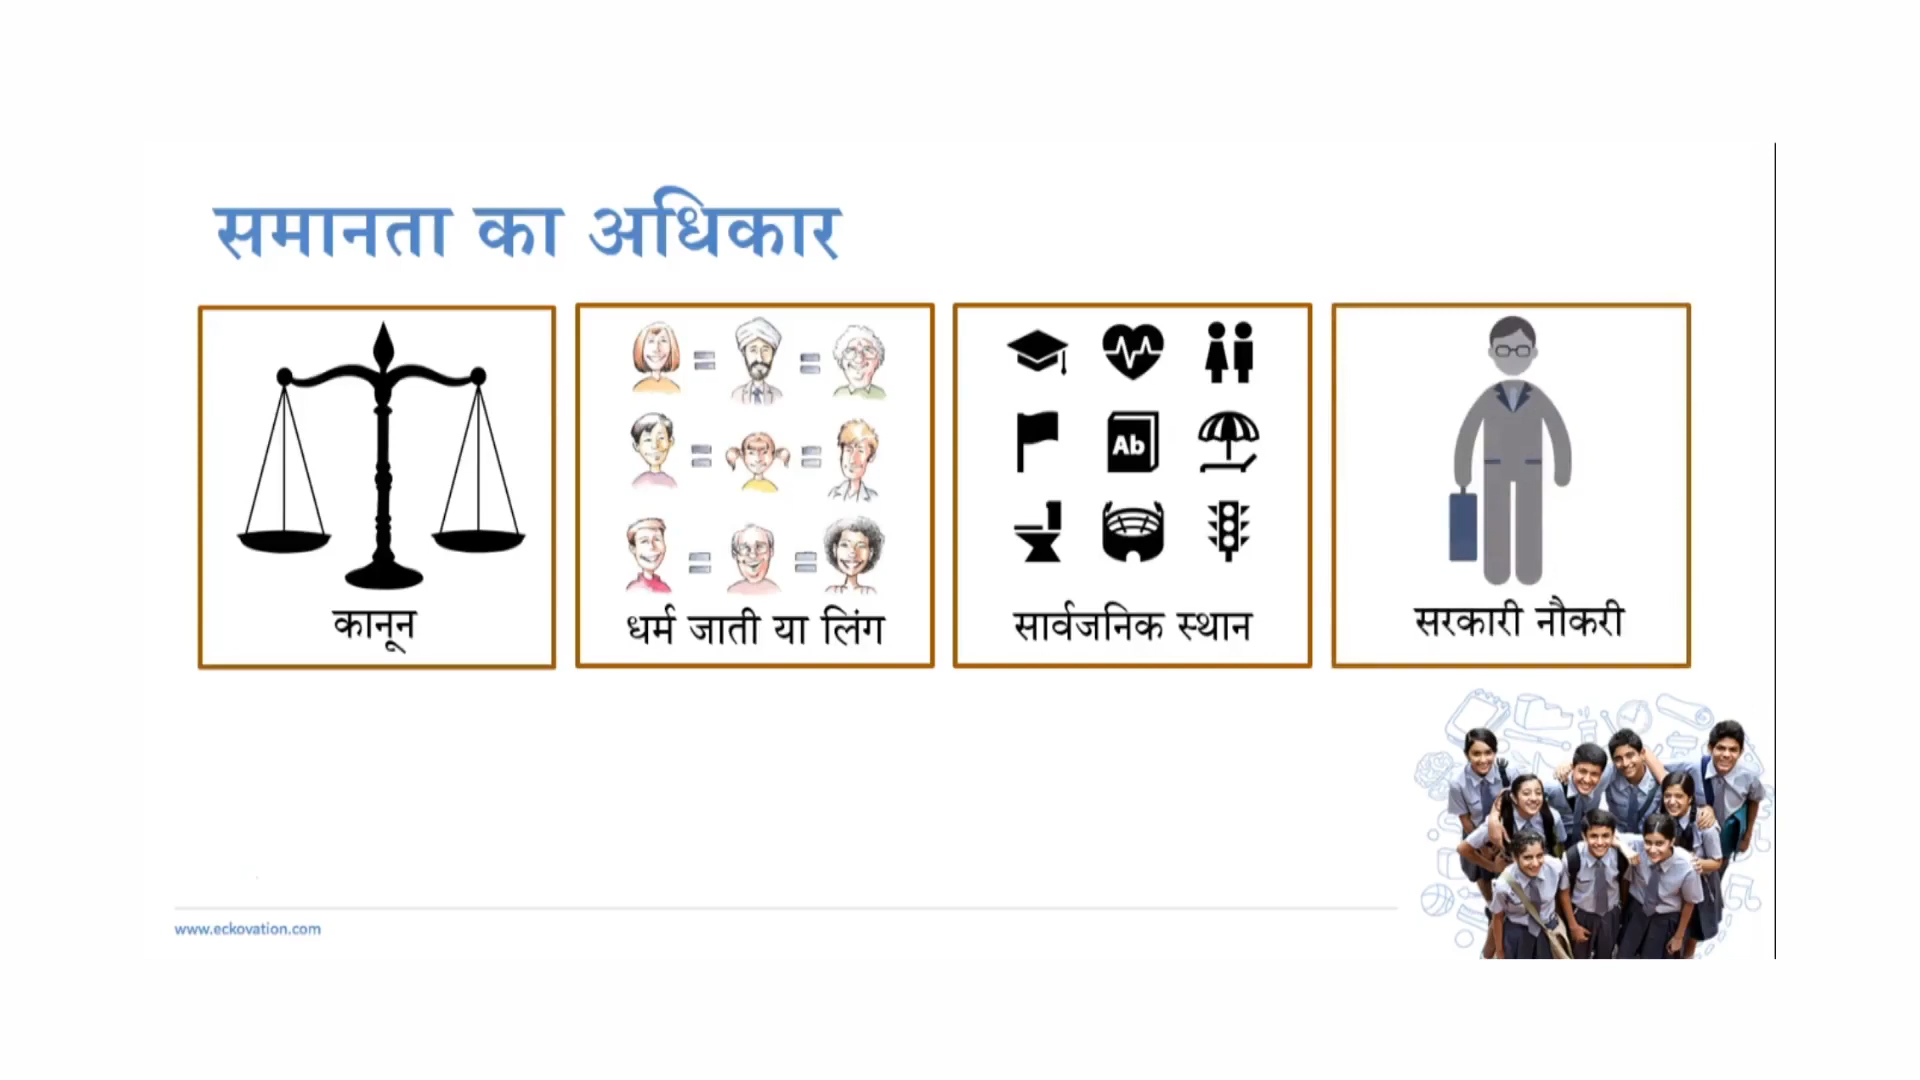 समानता का अधिकार
कानून
धर्म जाती या लिंग
Ab
सार्वजनिक स्थान
सरकारी नौकरी
www.eckovation.com